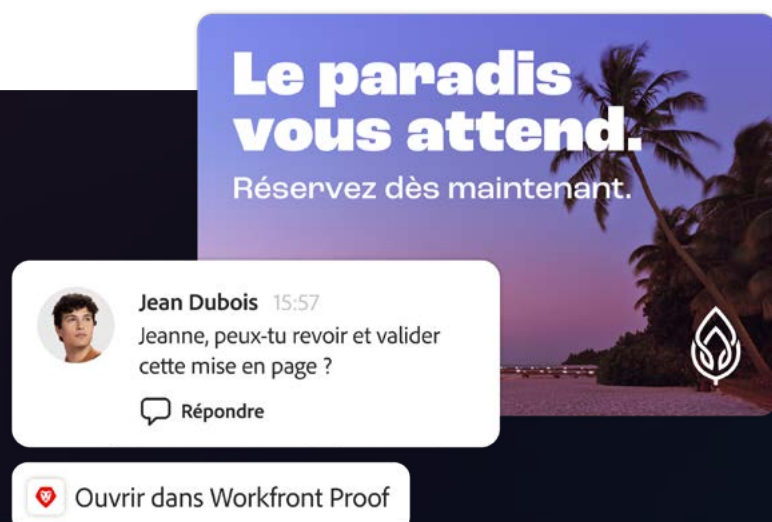 Le paradis
vous attend.
Réservez dès maintenant.
Jean Dubois 15:57
Jeanne, peux-tu revoir et valider
cette mise en page ?
Répondre
Ouvrir dans Workfront Proof